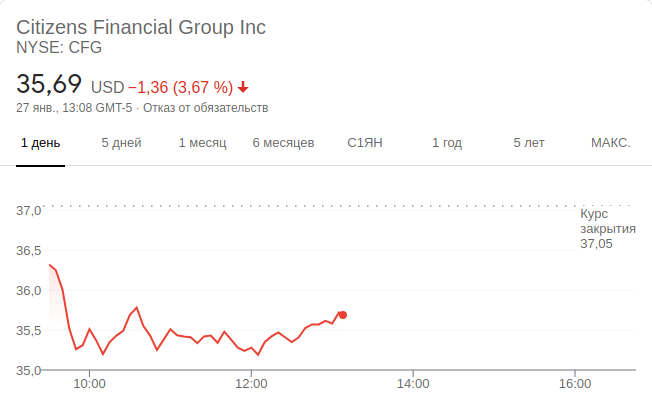 Citizens Financial Group Inc
NYSE: CFG
35,69 USD −1,36 (3,67 %)
27 янв., 13:08 GMT-5 · Отказ от обязательств
1 день 5 дней 1 месяц 6 месяцев С1ЯН 1 год 5 лет МАКС.
37,0
Курс
закрытия
37,05
36,5
36,0
35,5
35,0
10:00 12:00 14:00 16:00